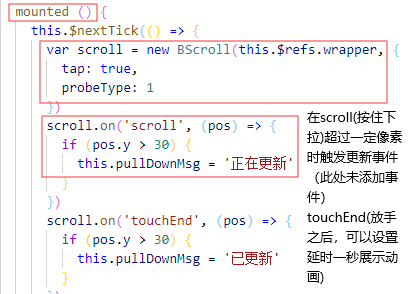 mounted () {
this.$nextTick(() => {
var scroll = new BScroll(this.$refs.wrapper, {
tap: true,
probeType: 1
})
scroll.on('scroll', (pos) => {
if (pos.y > 30) {
this.pullDownMsg = '正在更新'
}
})
scroll.on('touchEnd', (pos) => {
if (pos.y > 30) {
this.pullDownMsg = '已更新'
}
})
在scroll(按住下
拉)超过一定像素
时触发更新事件
（此处未添加事
件）
touchEnd(放手
之后，可以设置
延时一秒展示动
画)